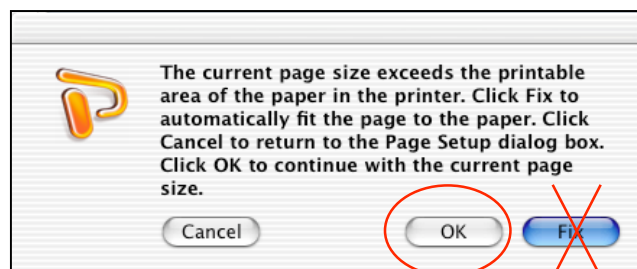 The current page size exceeds the printable
area of the paper in the printer. Click Fix to
automatically fit the page to the paper. Click
Cancel to return to the Page Setup dialog box.
Click OK to continue with the current page
size.
Cancel OK Fix